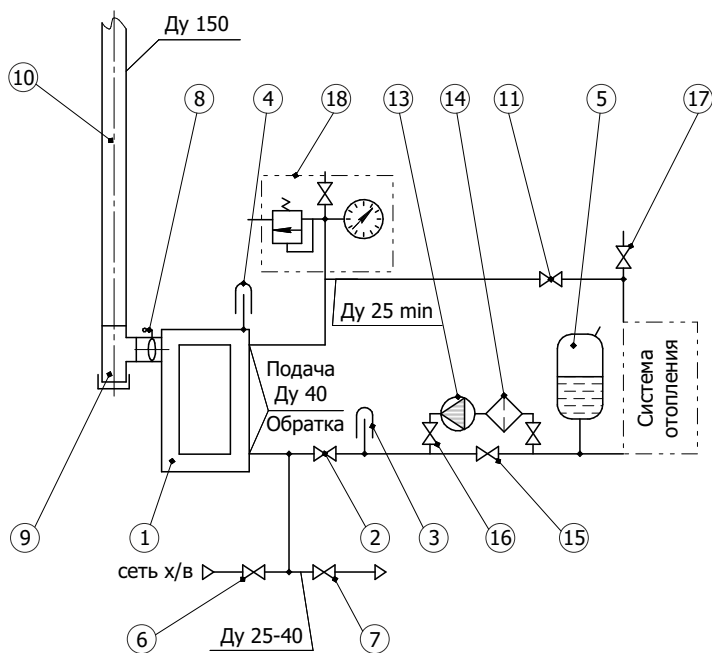 Ду 150
10
8
4
18
13
14
11
5
17
Ду 25 min
Подача
Ду 40
Обратка
Система
отопления
9
1
2
3
16
15
сеть х/в
6
7
Ду 25-40